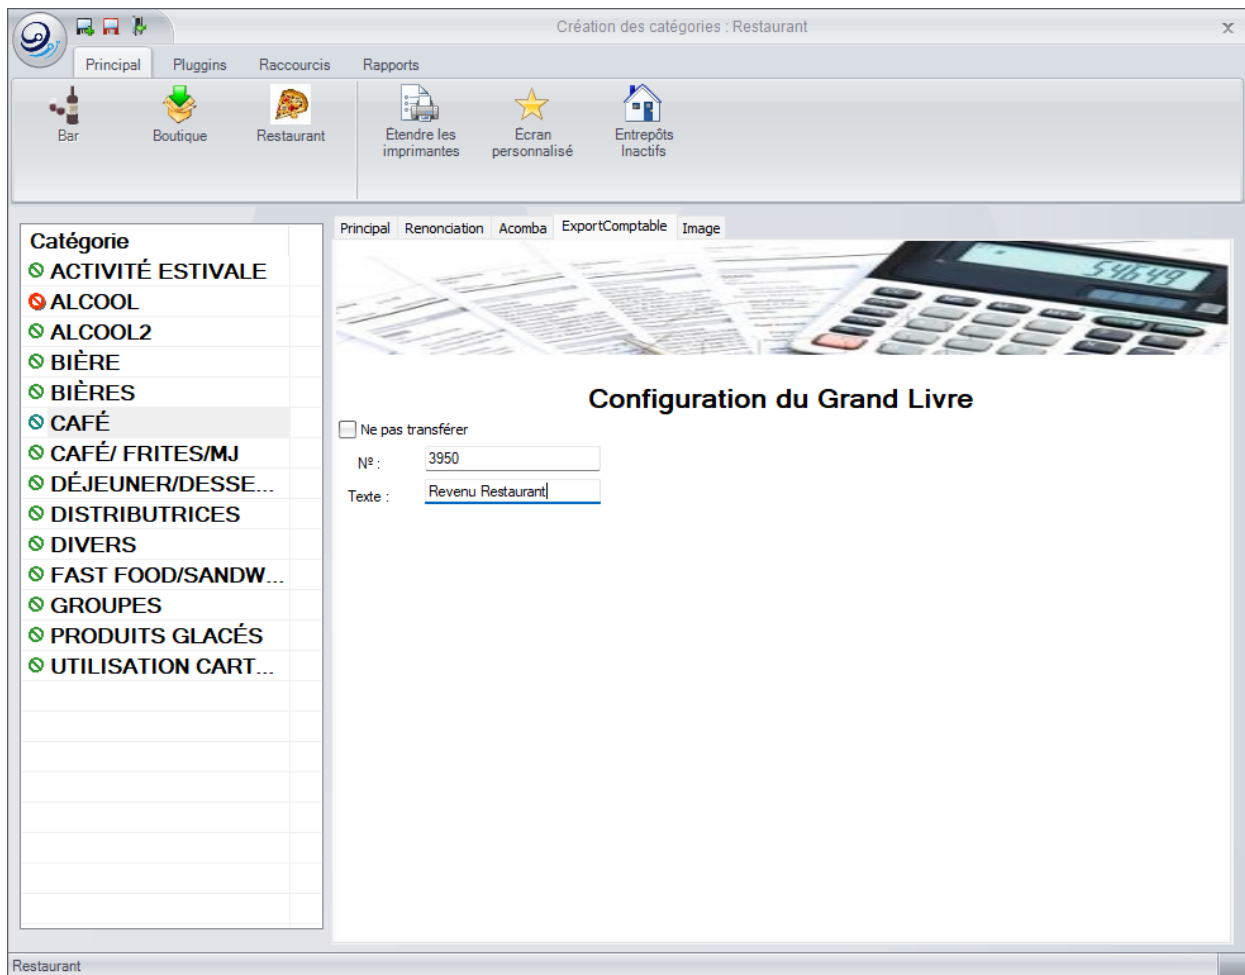 Création des catégories : Restaurant
Principal Pluggins Raccourcis Rapports
Bar Boutique Restaurant Étendre les imprimantes Écran personnalisé Entrepôts Inactifs
Principal Renonciation Acomba ExportComptable Image
Catégorie
ACTIVITÉ ESTIVALE
ALCOOL
ALCOOL2
BIÈRE
BIÈRES
CAFÉ
CAFÉ/ FRITES/MJ
DÉJEUNER/DESSE...
DISTRIBUTRICES
DIVERS
FAST FOOD/SANDW...
GROUPES
PRODUITS GLACÉS
UTILISATION CART...
54649
Configuration du Grand Livre
Ne pas transférer
Nº : 3950
Texte : Revenu Restaurant
Restaurant